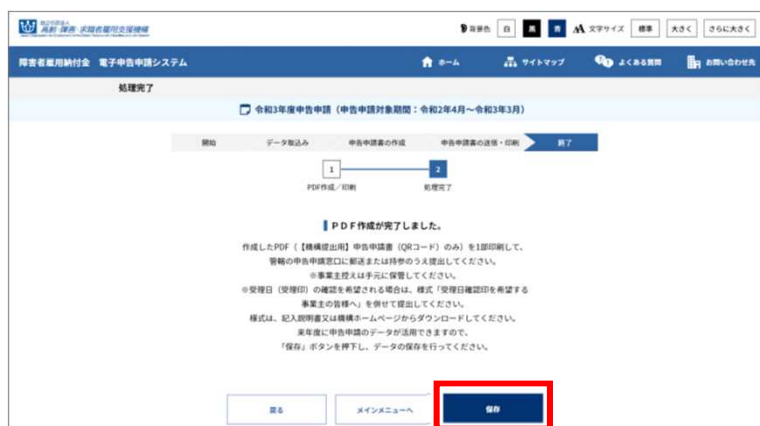 独立行政法人
高齢・障害・求職者雇用支援機構
背景色 白 黒 青 文字サイズ 標準 大きく さらに大きく
障害者雇用納付金 電子申告申請システム ホーム サイトマップ よくある質問 お問い合わせ先
処理完了
令和3年度申告申請（申告申請対象期間：令和2年4月～令和3年3月）
開始 データ取込み 申告申請書の作成 申告申請書の送信・印刷 終了
1 2
PDF作成／印刷 処理完了
ＰＤＦ作成が完了しました。
作成したPDF（【機構提出用】申告申請書（QRコード）のみ）を1部印刷して、
管轄の申告申請窓口に郵送または持参のうえ提出してください。
※事業主控えは手元に保管してください。
※受理日（受理印）の確認を希望される場合は、様式「受理日確認印を希望する
事業主の皆様へ」を併せて提出してください。
様式は、記入説明書又は機構ホームページからダウンロードしてください。
来年度に申告申請のデータが活用できますので、
「保存」ボタンを押下し、データの保存を行ってください。
戻る メインメニューへ 保存